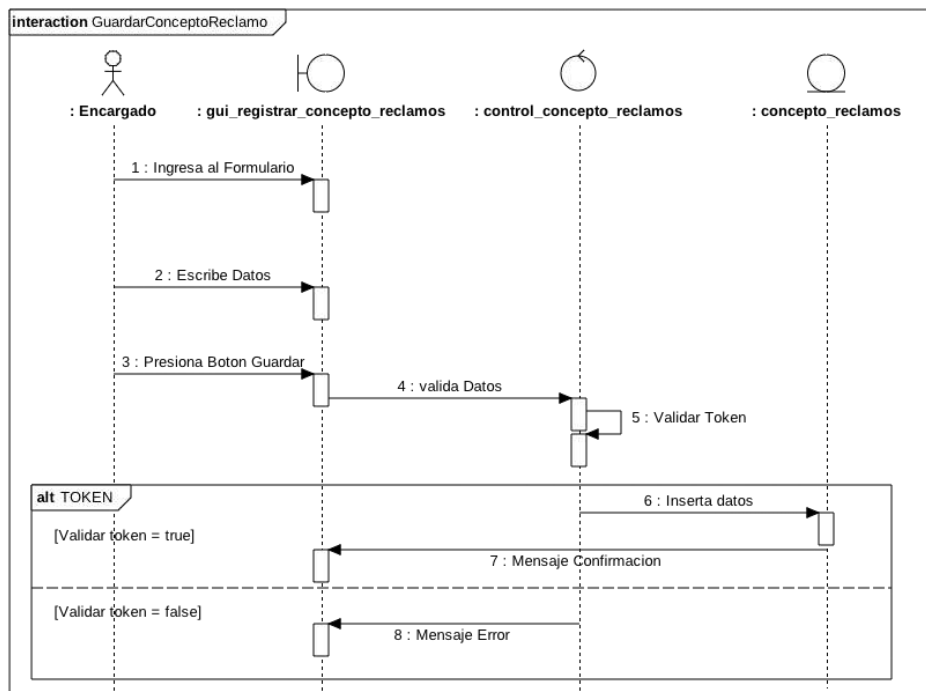 interaction GuardarConceptoReclamo
: Encargado
: gui_registrar_concepto_reclamos
: control_concepto_reclamos
: concepto_reclamos
1 : Ingresa al Formulario
2 : Escribe Datos
3 : Presiona Boton Guardar
4 : valida Datos
5 : Validar Token
alt TOKEN
6 : Inserta datos
[Validar token = true]
7 : Mensaje Confirmacion
[Validar token = false]
8 : Mensaje Error